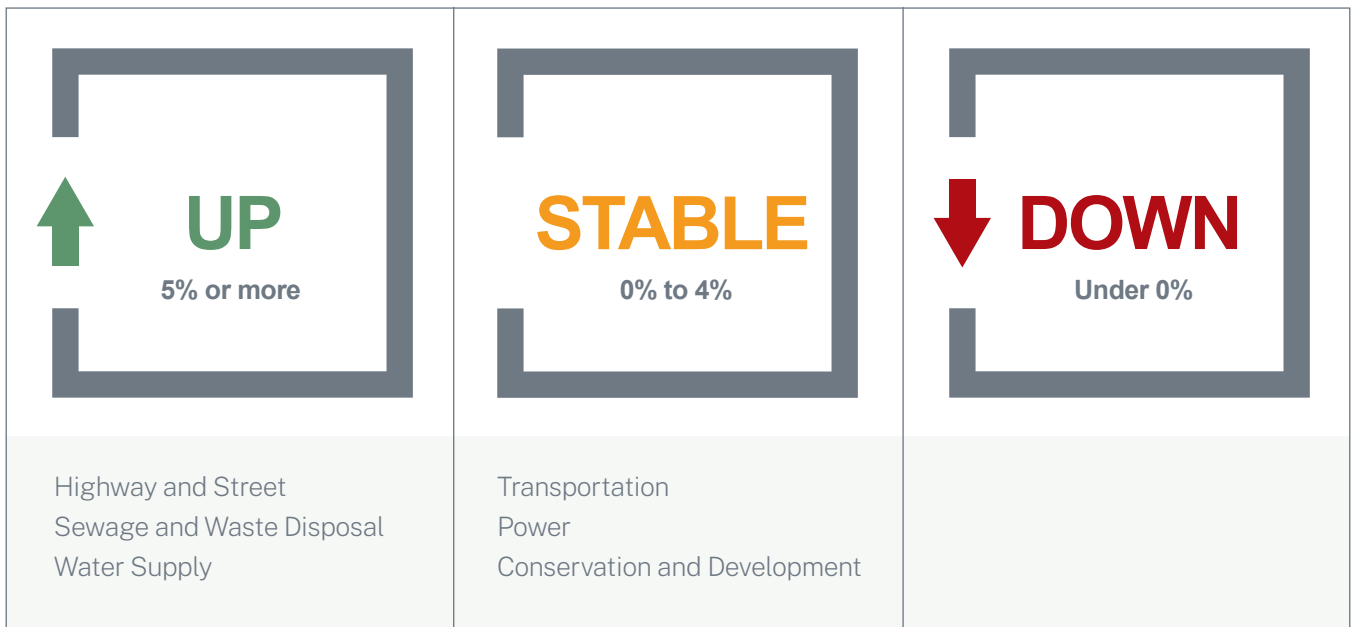 UP
5% or more
Highway and Street
Sewage and Waste Disposal
Water Supply
STABLE
0% to 4%
Transportation
Power
Conservation and Development
DOWN
Under 0%